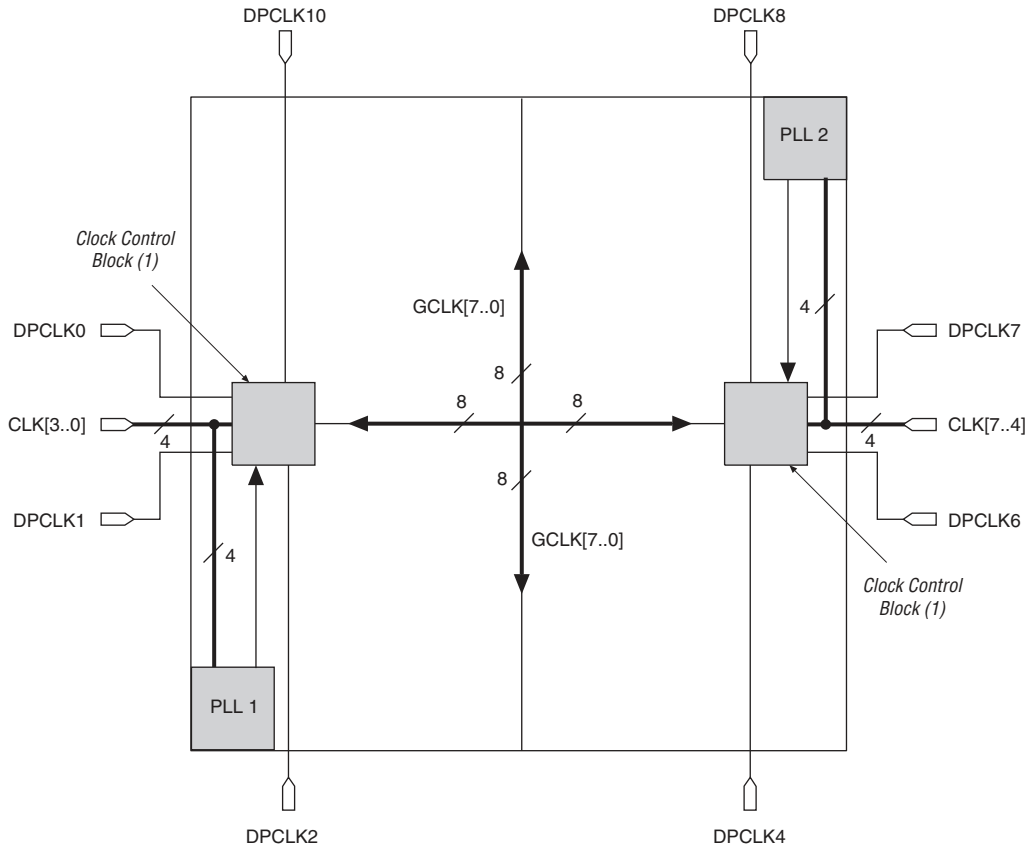 DPCLK10
DPCLK8
PLL 2
Clock Control
Block (1)
GCLK[7..0]
4
DPCLK0
DPCLK7
8
8
8
CLK[3..0]
4
CLK[7..4]
4
8
DPCLK1
DPCLK6
4
GCLK[7..0]
Clock Control
Block (1)
PLL 1
DPCLK2
DPCLK4